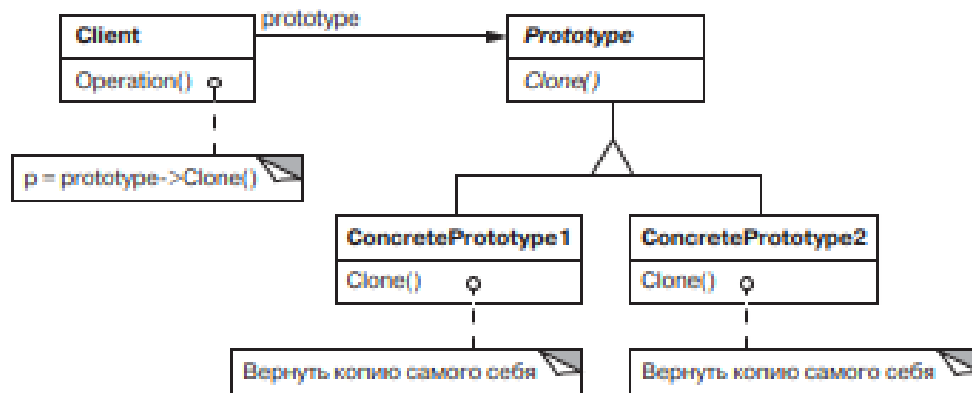 prototype
Client
Prototype
Operation()
Clone()
p = prototype->Clone()
ConcretePrototype1
ConcretePrototype2
Clone()
Clone()
Вернуть копию самого себя
Вернуть копию самого себя